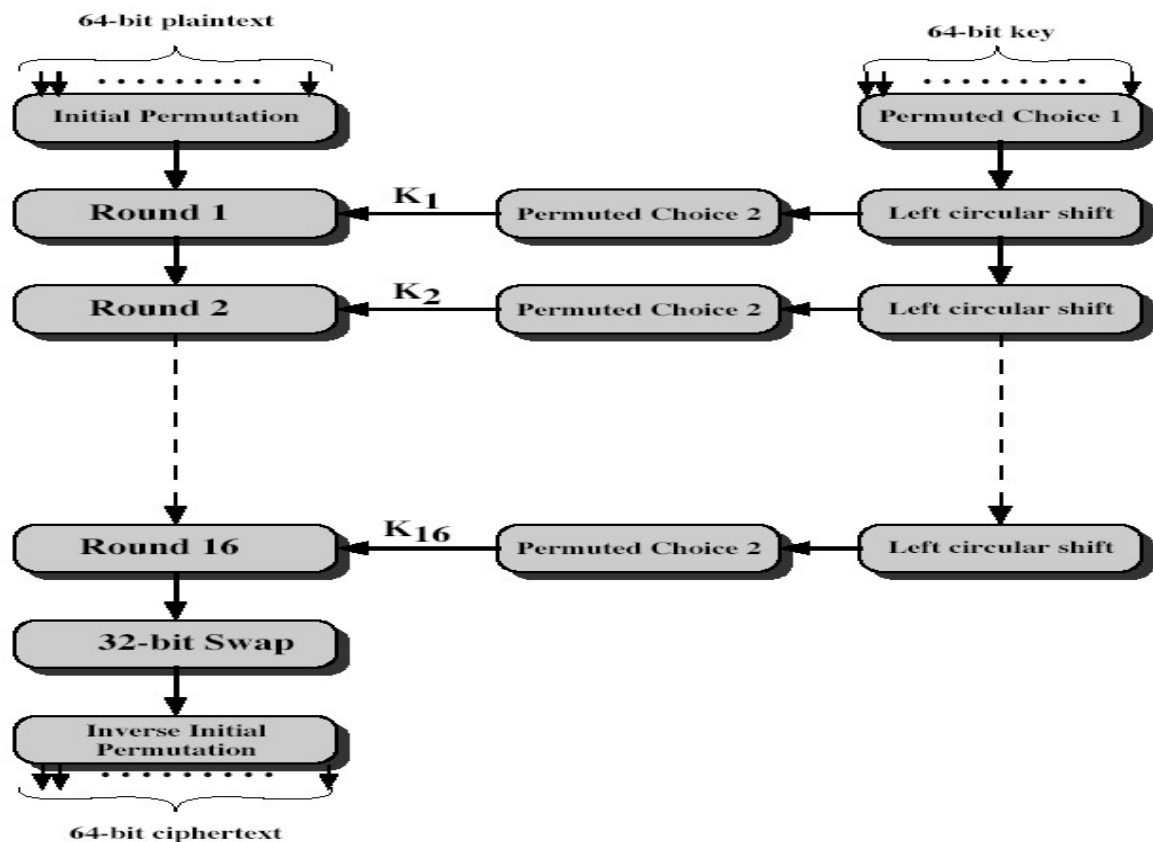 64-bit plaintext
64-bit key
Initial Permutation
Permuted Choice 1
Round 1
K1
Permuted Choice 2
Left circular shift
Round 2
K2
Permuted Choice 2
Left circular shift
Round 16
K16
Permuted Choice 2
Left circular shift
32-bit Swap
Inverse Initial
Permutation
64-bit ciphertext